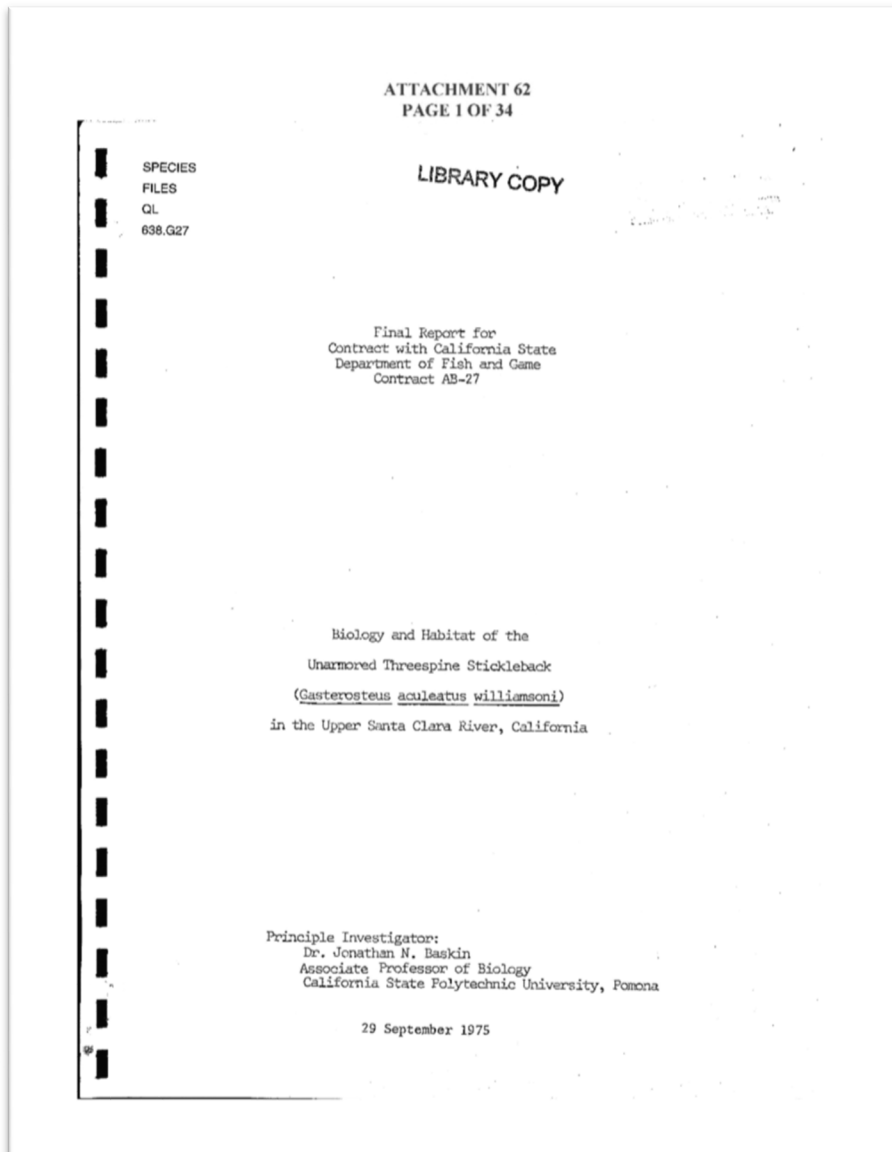 ATTACHMENT 62
PAGE 1 OF 34
SPECIES
FILES
QL
638.G27
LIBRARY COPY
Final Report for
Contract with California State
Department of Fish and Game
Contract AB-27
Biology and Habitat of the
Unarmored Threespine Stickleback
(Gasterosteus aculeatus williamsoni)
in the Upper Santa Clara River, California
Principle Investigator:
Dr. Jonathan N. Baskin
Associate Professor of Biology
California State Polytechnic University, Pomona
29 September 1975